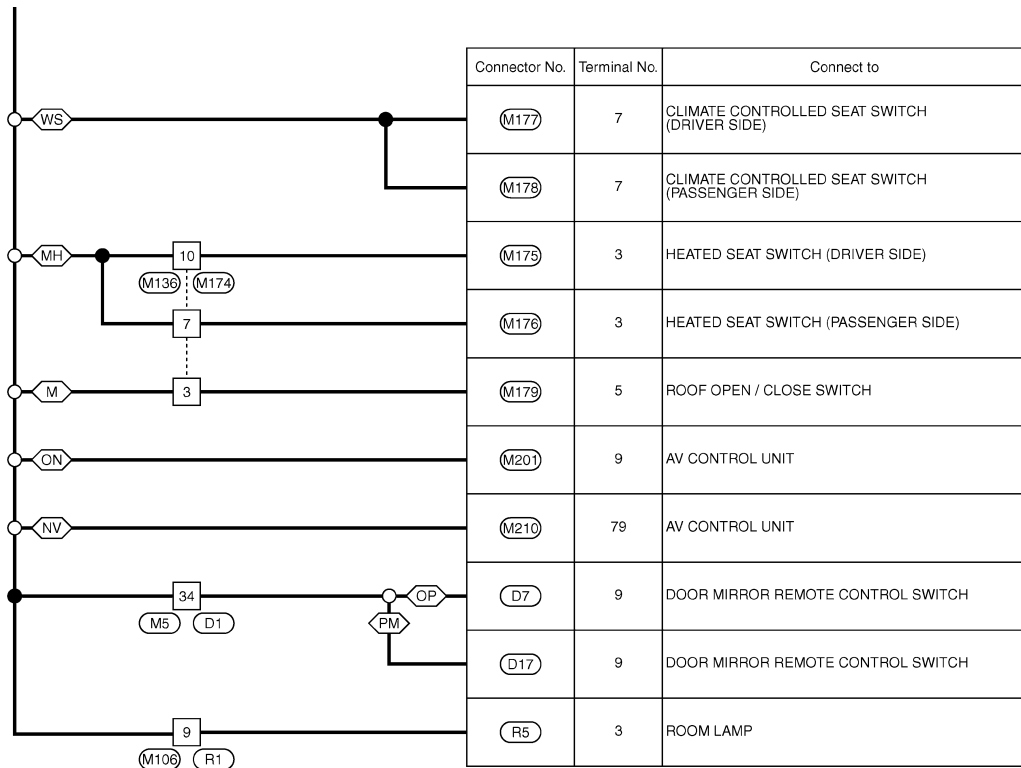 Connector No. Terminal No. Connect to
WS M177 7 CLIMATE CONTROLLED SEAT SWITCH
(DRIVER SIDE)
M178 7 CLIMATE CONTROLLED SEAT SWITCH
(PASSENGER SIDE)
MH 10 M175 3 HEATED SEAT SWITCH (DRIVER SIDE)
M136 M174
7 M176 3 HEATED SEAT SWITCH (PASSENGER SIDE)
M 3 M179 5 ROOF OPEN / CLOSE SWITCH
ON M201 9 AV CONTROL UNIT
NV M210 79 AV CONTROL UNIT
34 OP D7 9 DOOR MIRROR REMOTE CONTROL SWITCH
M5 D1 PM
D17 9 DOOR MIRROR REMOTE CONTROL SWITCH
9 R5 3 ROOM LAMP
M106 R1